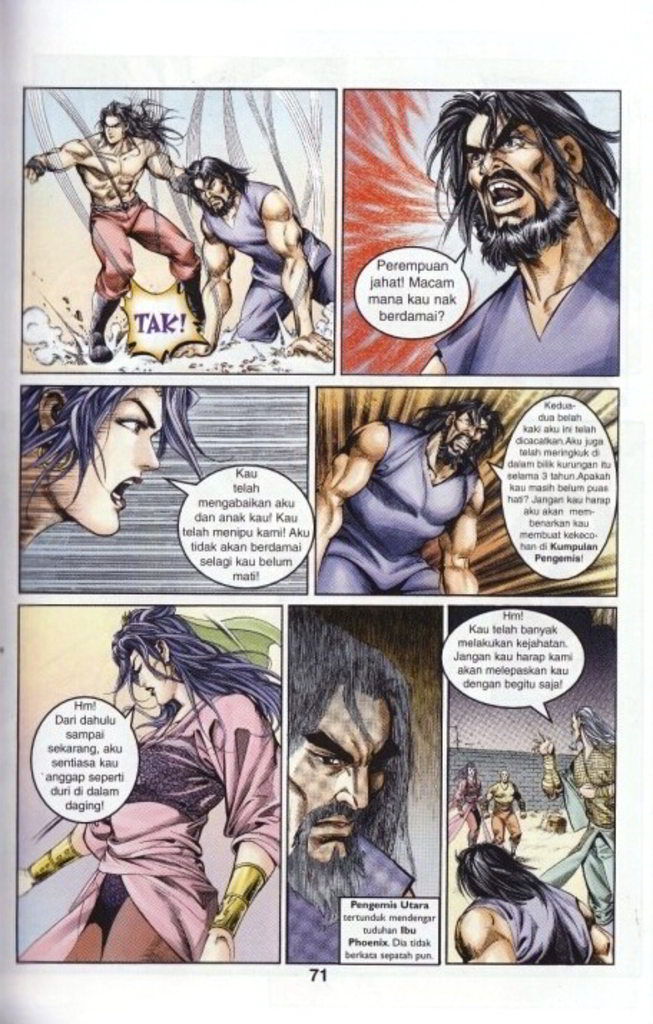 TAK!
Perempuan
jahat! Macam
mana kau nak
berdamai?
Kau
telah
mengabaikan aku
dan anak kau! Kau
telah menipu kami! Aku
tidak akan berdamai
selagi kau belum
mati!
Kedua-
dua belah
kaki aku ini telah
dicacatkan.Aku juga
telah meringkuk di
dalam bilik kurungan itu
selama 3 tahun.Apakah
kau masih belum puas
hati? Jangan kau harap
aku akan mem-
benarkan kau
membuat kekeco-
han di Kumpulan
Pengemis!
Hm!
Dari dahulu
sampai
sekarang, aku
sentiasa kau
anggap seperti
duri di dalam
daging!
Pengemis Utara
tertunduk mendengar
tuduhan Ibu
Phoenix. Dia tidak
berkata sepatah pun.
Hm!
Kau telah banyak
melakukan kejahatan.
Jangan kau harap kami
akan melepaskan kau
dengan begitu saja!
71